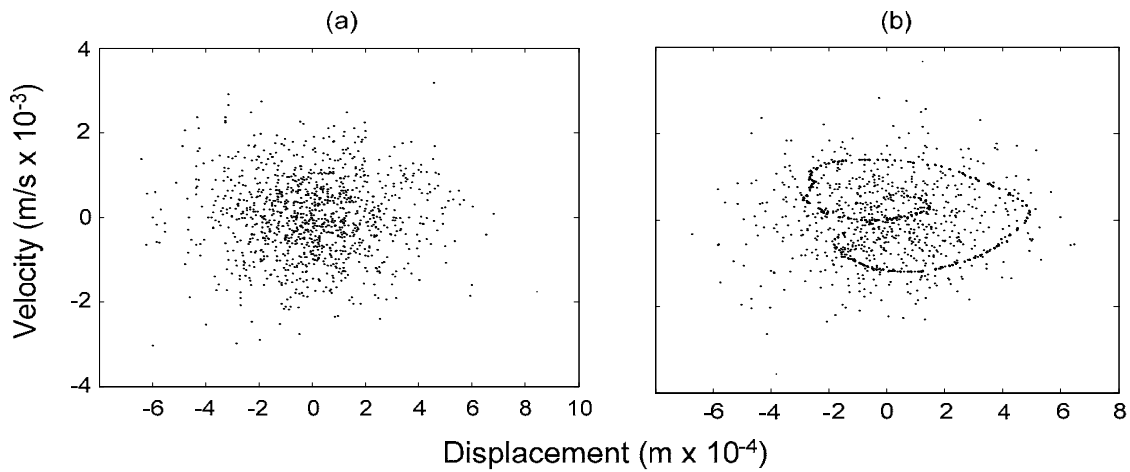 (a) (b)
4
2
0
-2
-4
-6 -4 -2 0 2 4 6 8 10 -6 -4 -2 0 2 4 6 8
Velocity (m/s x 10⁻³)
Displacement (m x 10⁻⁴)